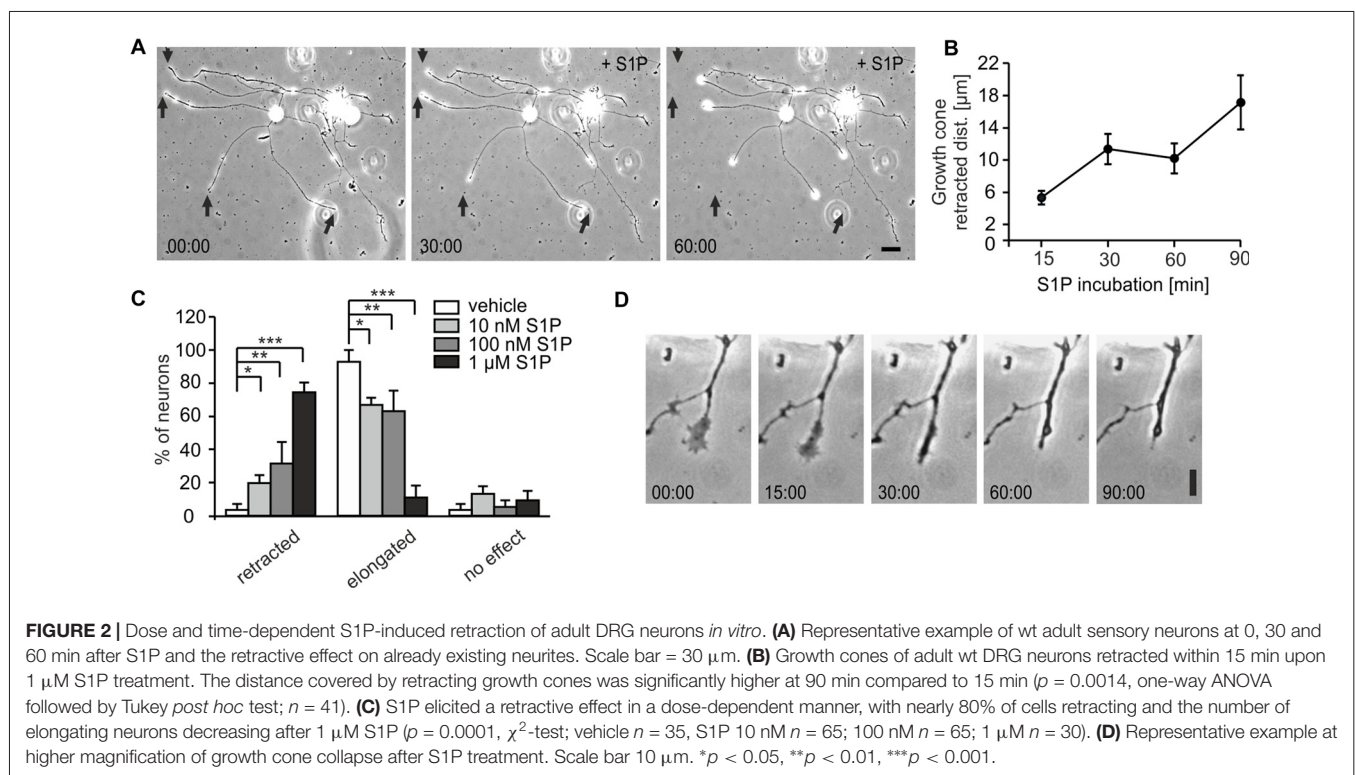 A
+ S1P
+ S1P
00:00
30:00
60:00
B
Growth cone
retracted dist. [µm]
22
18
14
10
6
2
0
15
30
60
90
S1P incubation [min]
C
% of neurons
120
100
80
60
40
20
0
***
**
*
***
**
*
vehicle
10 nM S1P
100 nM S1P
1 µM S1P
retracted
elongated
no effect
D
00:00
15:00
30:00
60:00
90:00
FIGURE 2 | Dose and time-dependent S1P-induced retraction of adult DRG neurons in vitro. (A) Representative example of wt adult sensory neurons at 0, 30 and
60 min after S1P and the retractive effect on already existing neurites. Scale bar = 30 µm. (B) Growth cones of adult wt DRG neurons retracted within 15 min upon
1 µM S1P treatment. The distance covered by retracting growth cones was significantly higher at 90 min compared to 15 min (p = 0.0014, one-way ANOVA
followed by Tukey post hoc test; n = 41). (C) S1P elicited a retractive effect in a dose-dependent manner, with nearly 80% of cells retracting and the number of
elongating neurons decreasing after 1 µM S1P (p = 0.0001, χ²-test; vehicle n = 35, S1P 10 nM n = 65; 100 nM n = 65; 1 µM n = 30). (D) Representative example at
higher magnification of growth cone collapse after S1P treatment. Scale bar 10 µm. *p < 0.05, **p < 0.01, ***p < 0.001.